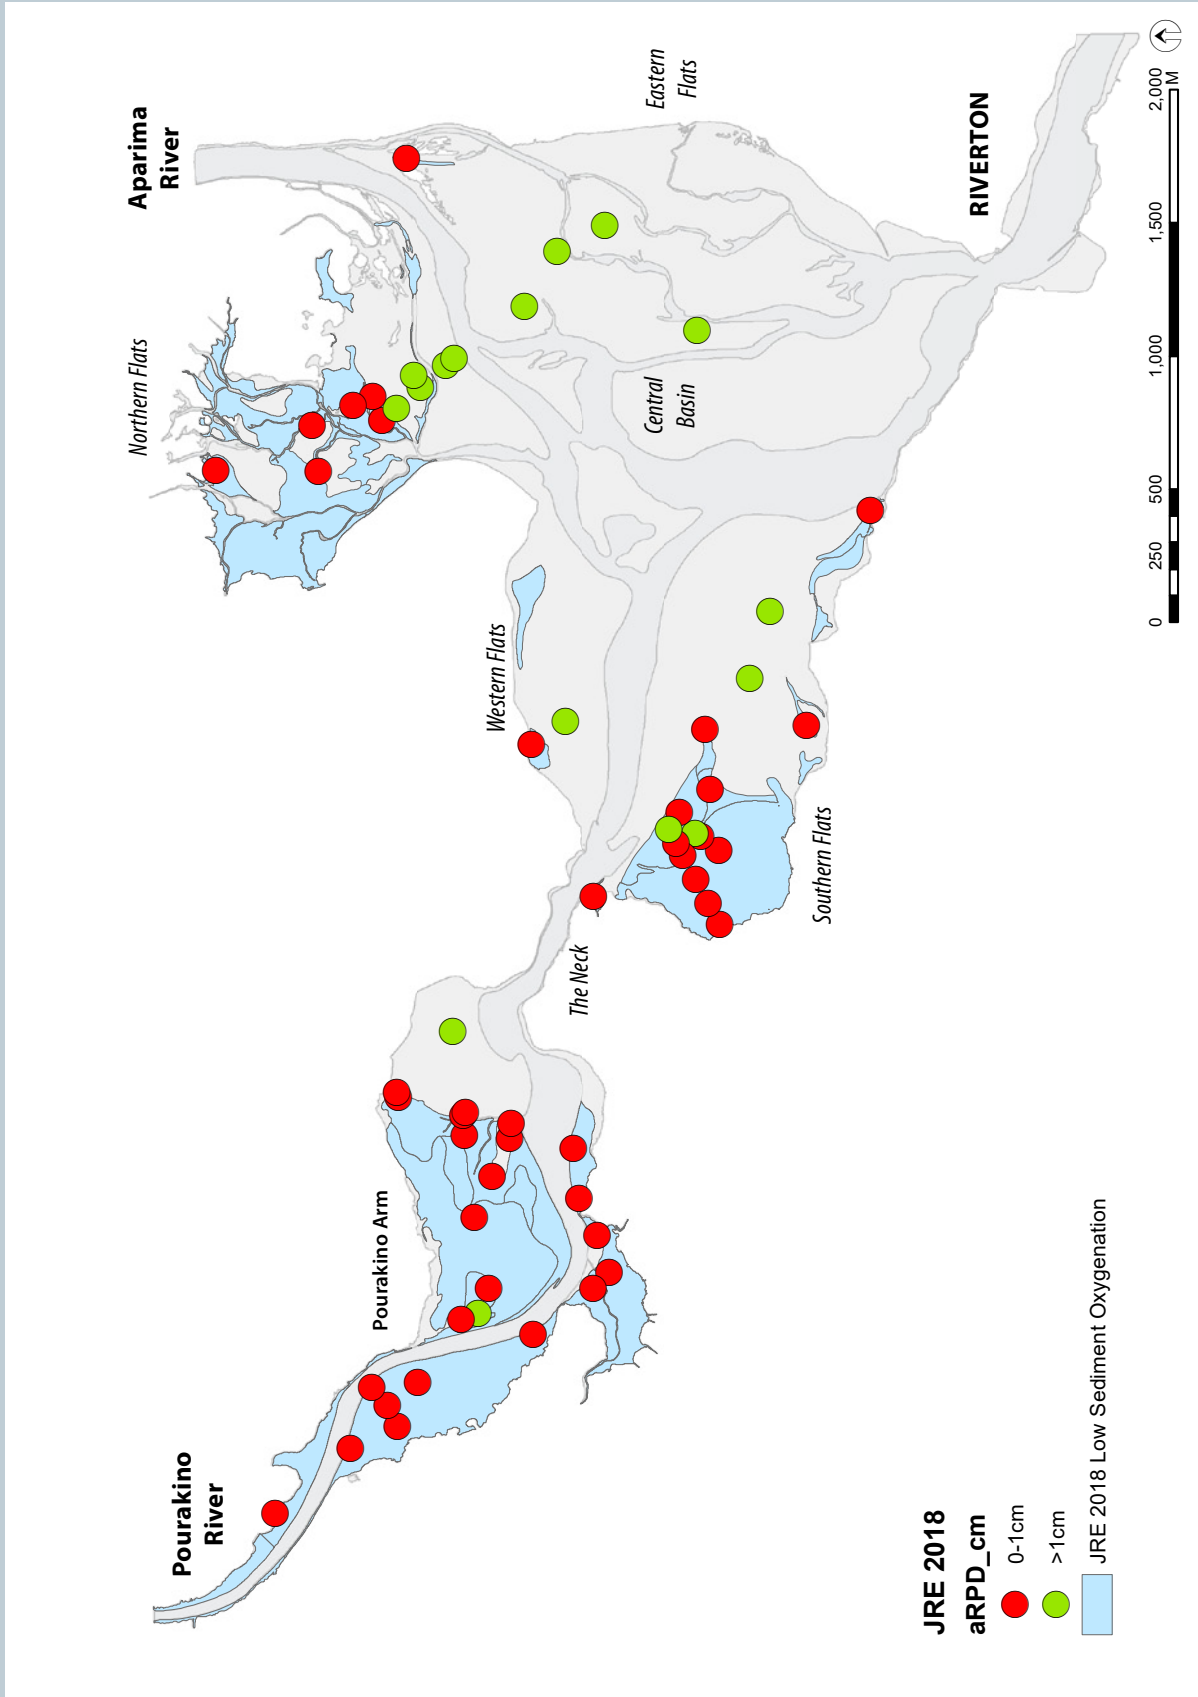 Pourakino
River
Pourakino Arm
The Neck
Western Flats
Southern Flats
Northern Flats
Aparima
River
Central
Basin
Eastern
Flats
RIVERTON
JRE 2018
aRPD_cm
0-1cm
>1cm
JRE 2018 Low Sediment Oxygenation
0 250 500 1,000 1,500 2,000
M